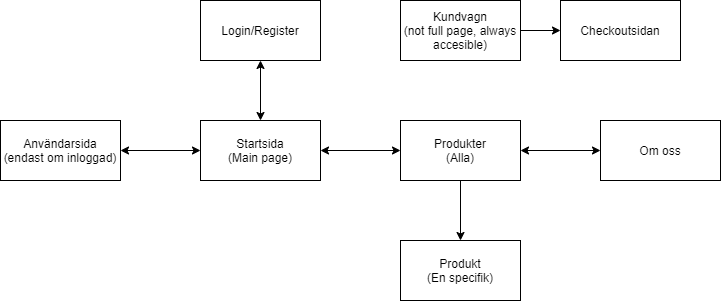 Login/Register
Kundvagn
(not full page, always
accesible)
Checkoutsidan
Användarsida
(endast om inloggad)
Startsida
(Main page)
Produkter
(Alla)
Om oss
Produkt
(En specifik)